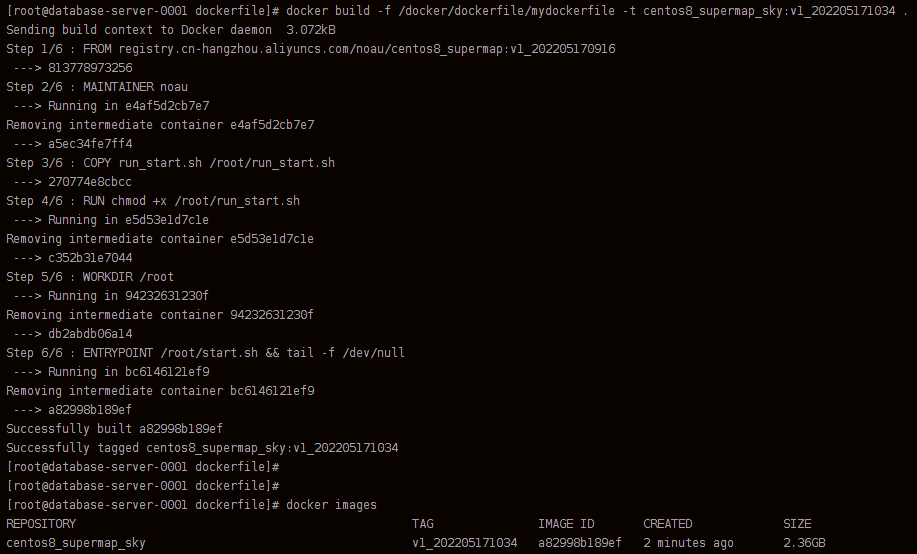 [root@database-server-0001 dockerfile]# docker build -f /docker/dockerfile/mydockerfile -t centos8_supermap_sky:v1_202205171034 .
Sending build context to Docker daemon  3.072kB
Step 1/6 : FROM registry.cn-hangzhou.aliyuncs.com/noau/centos8_supermap:v1_202205170916
 ---> 813778973256
Step 2/6 : MAINTAINER noau
 ---> Running in e4af5d2cb7e7
Removing intermediate container e4af5d2cb7e7
 ---> a5ec34fe7ff4
Step 3/6 : COPY run_start.sh /root/run_start.sh
 ---> 270774e8cbcc
Step 4/6 : RUN chmod +x /root/run_start.sh
 ---> Running in e5d53e1d7c1e
Removing intermediate container e5d53e1d7c1e
 ---> c352b31e7044
Step 5/6 : WORKDIR /root
 ---> Running in 94232631230f
Removing intermediate container 94232631230f
 ---> db2abdb06a14
Step 6/6 : ENTRYPOINT /root/start.sh && tail -f /dev/null
 ---> Running in bc6146121ef9
Removing intermediate container bc6146121ef9
 ---> a82998b189ef
Successfully built a82998b189ef
Successfully tagged centos8_supermap_sky:v1_202205171034
[root@database-server-0001 dockerfile]#
[root@database-server-0001 dockerfile]#
[root@database-server-0001 dockerfile]# docker images
REPOSITORY TAG IMAGE ID CREATED SIZE
centos8_supermap_sky v1_202205171034 a82998b189ef 2 minutes ago 2.36GB